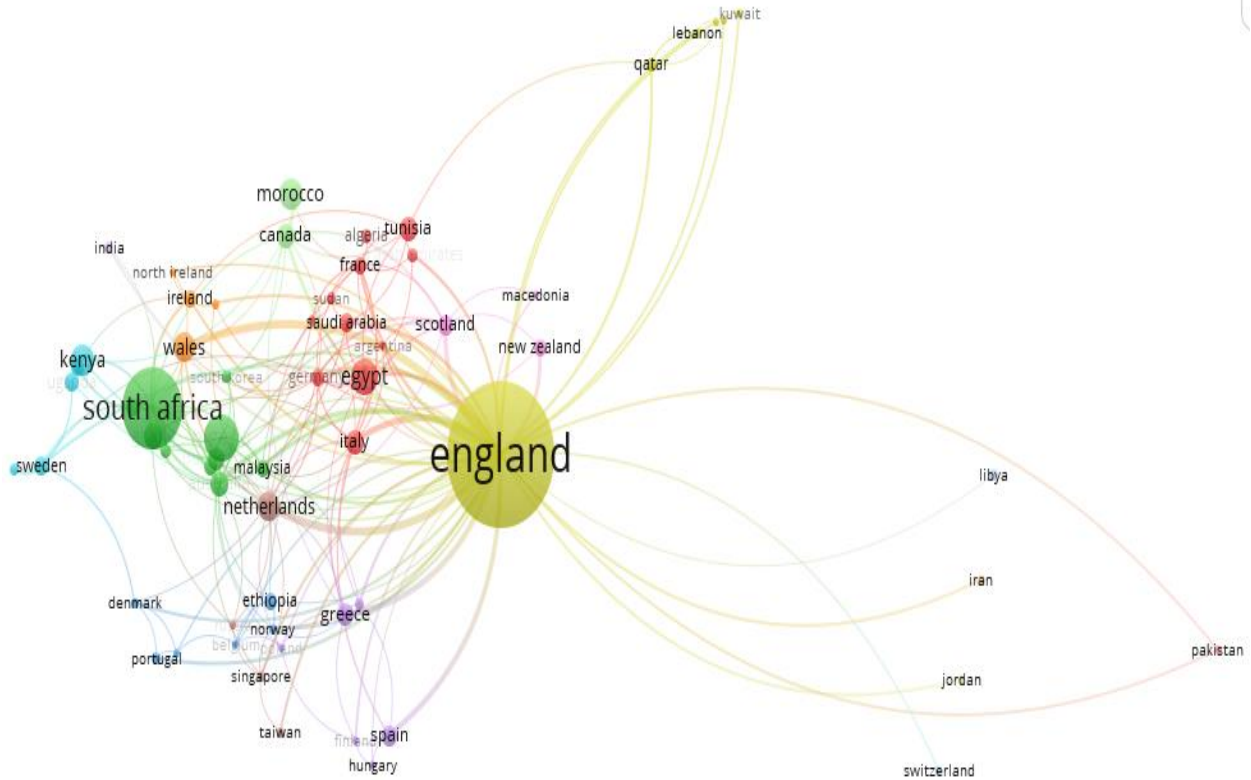 kuwait
lebanon
qatar
morocco
canada
algeria
tunisia
india
france
north ireland
ireland
sudan
macedonia
saudi arabia
scotland
wales
argentina
new zealand
kenya
south korea
germany
egypt
south africa
italy
england
sweden
malaysia
libya
netherlands
iran
denmark
ethiopia
greece
norway
belgium
portugal
pakistan
singapore
jordan
taiwan
finland
spain
hungary
switzerland